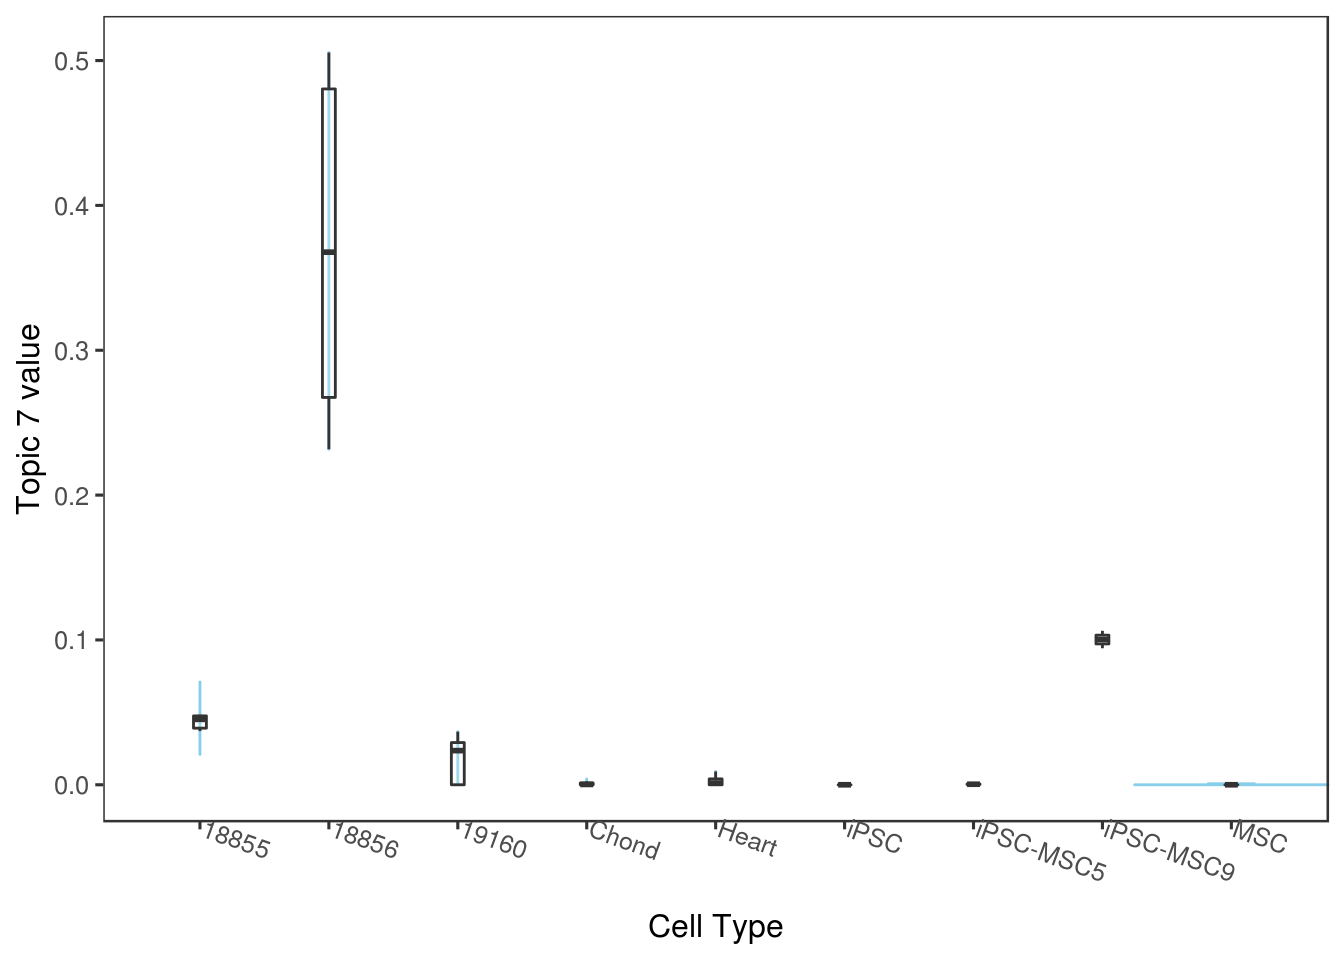 0.5
0.4
0.3
0.2
0.1
0.0
Topic 7 value
18855
18856
19160
Chond
Heart
iPSC
iPSC-MSC5
iPSC-MSC9
MSC
Cell Type